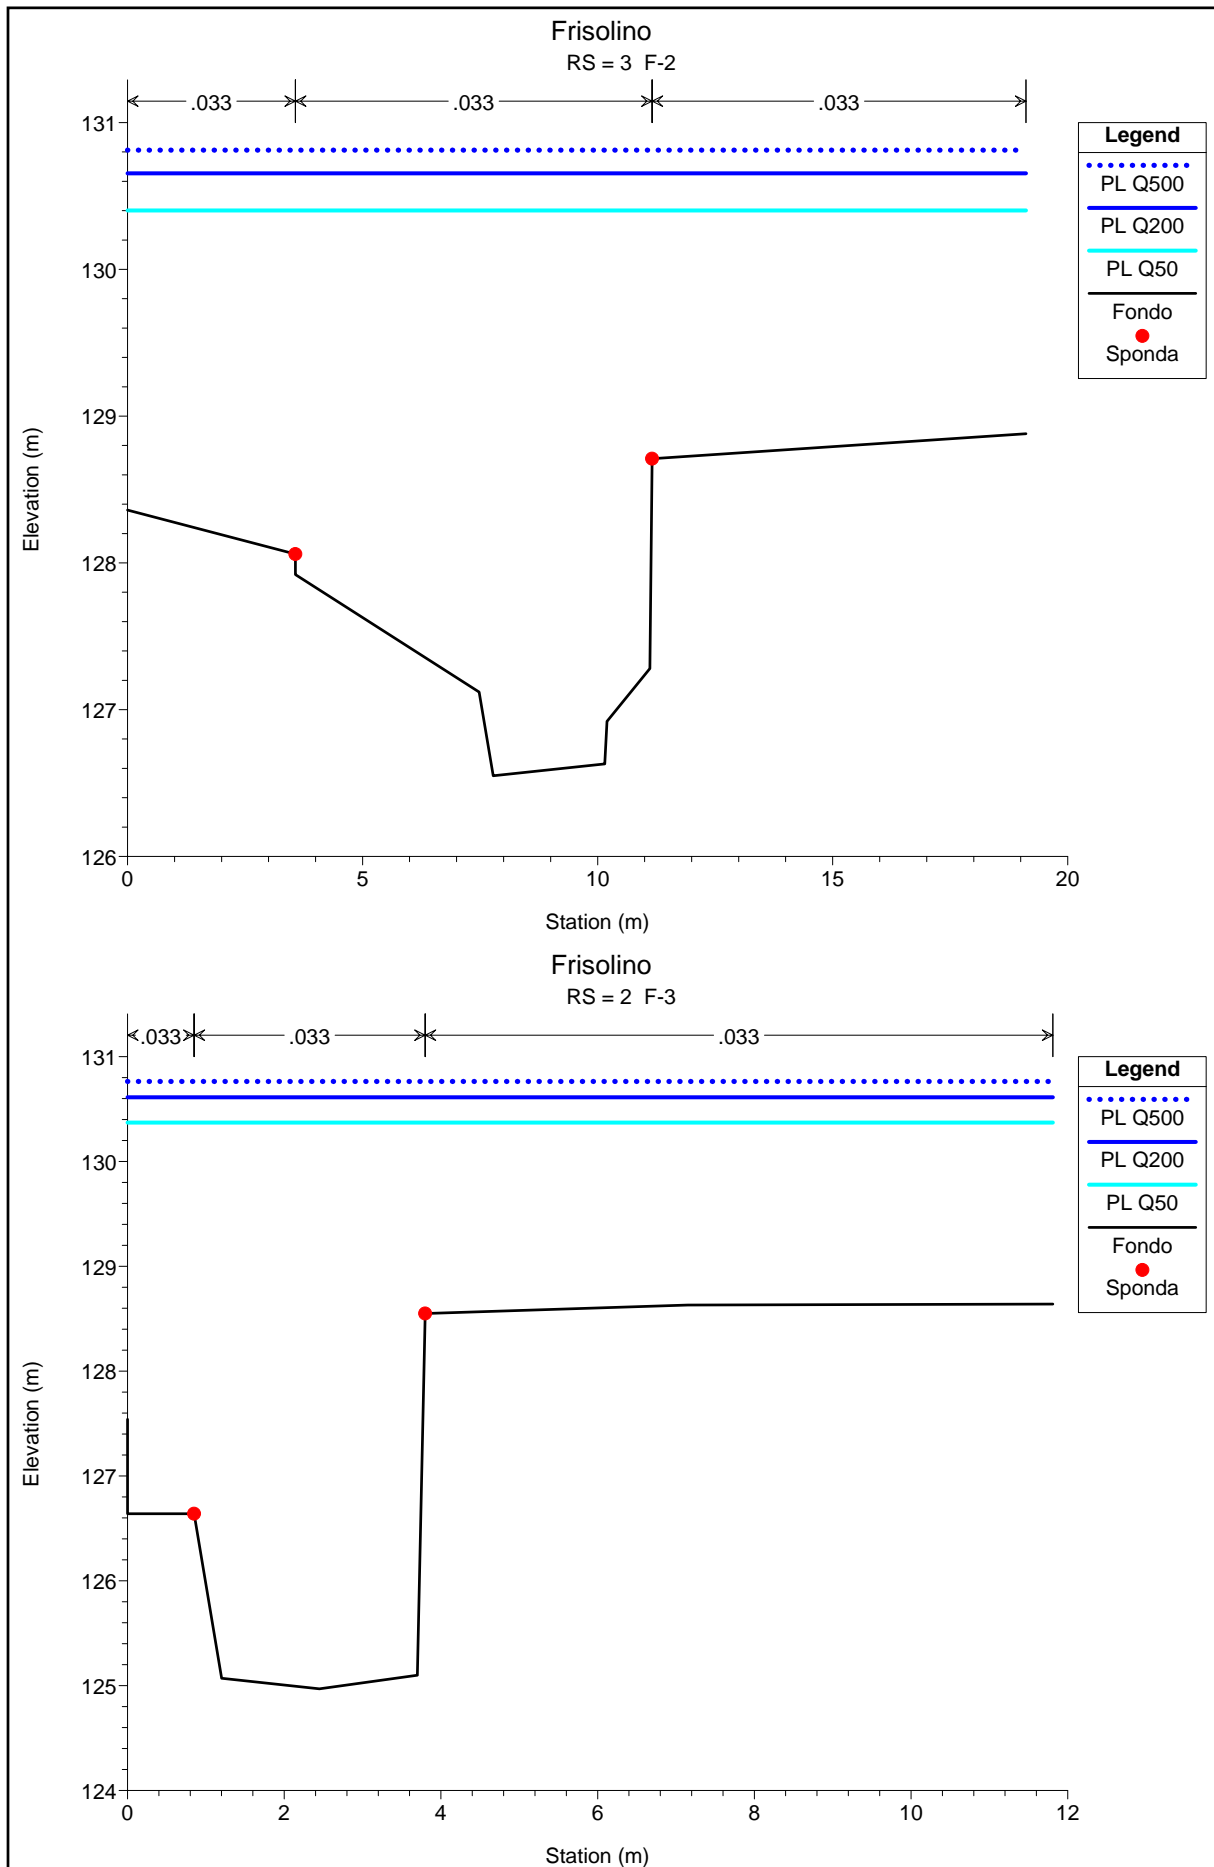 Frisolino
RS = 3 F-2
.033 .033 .033
131
130
129
128
127
126
Elevation (m)
0 5 10 15 20
Station (m)
Legend
PL Q500
PL Q200
PL Q50
Fondo
Sponda
Frisolino
RS = 2 F-3
.033 .033 .033
131
130
129
128
127
126
125
124
Elevation (m)
0 2 4 6 8 10 12
Station (m)
Legend
PL Q500
PL Q200
PL Q50
Fondo
Sponda